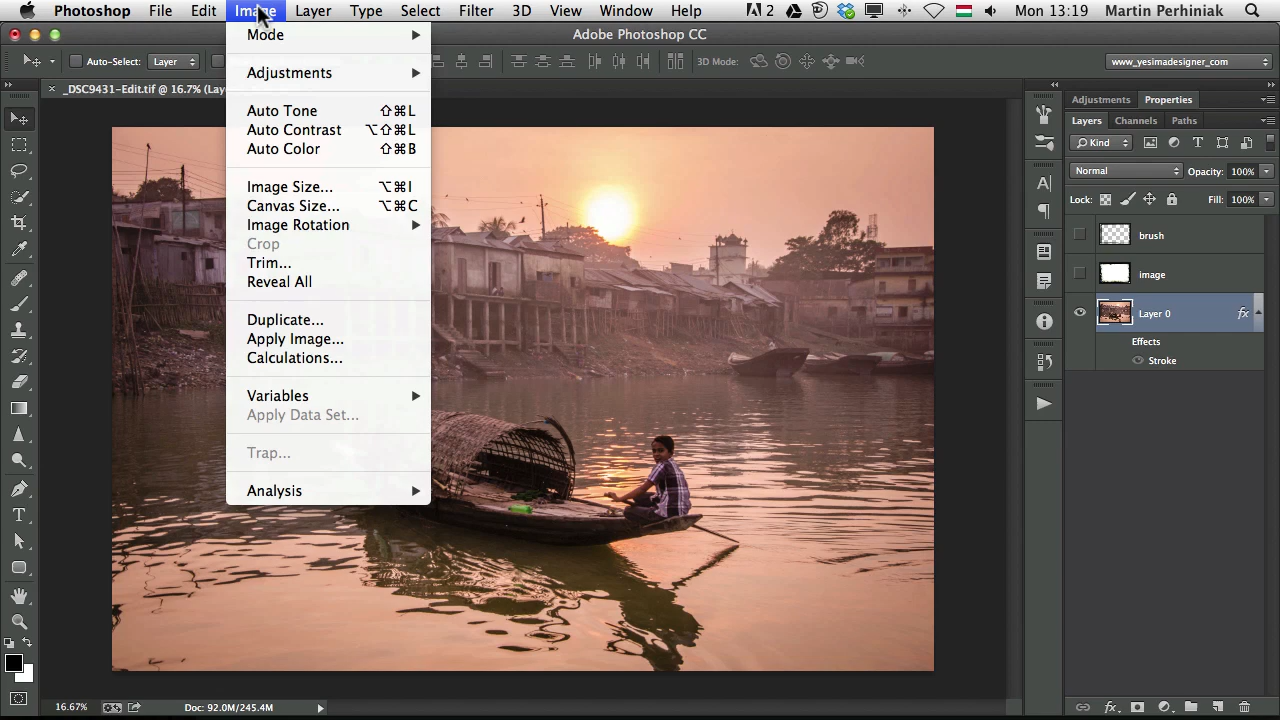 Photoshop File Edit Image Layer Type Select Filter 3D View Window Help 2 Mon 13:19 Martin Perhiniak
Adobe Photoshop CC
Auto-Select: Layer 3D Mode: www_yesimadesigner_com
× _DSC9431-Edit.tif @ 16.7% (Lay
Mode
Adjustments
Auto Tone ⇧⌘L
Auto Contrast ⌥⇧⌘L
Auto Color ⇧⌘B
Image Size... ⌥⌘I
Canvas Size... ⌥⌘C
Image Rotation
Crop
Trim...
Reveal All
Duplicate...
Apply Image...
Calculations...
Variables
Apply Data Set...
Trap...
Analysis
Adjustments Properties
Layers Channels Paths
Kind
Normal Opacity: 100%
Lock: Fill: 100%
brush
image
Layer 0 fx
Effects
Stroke
16.67% Doc: 92.0M/245.4M
fx